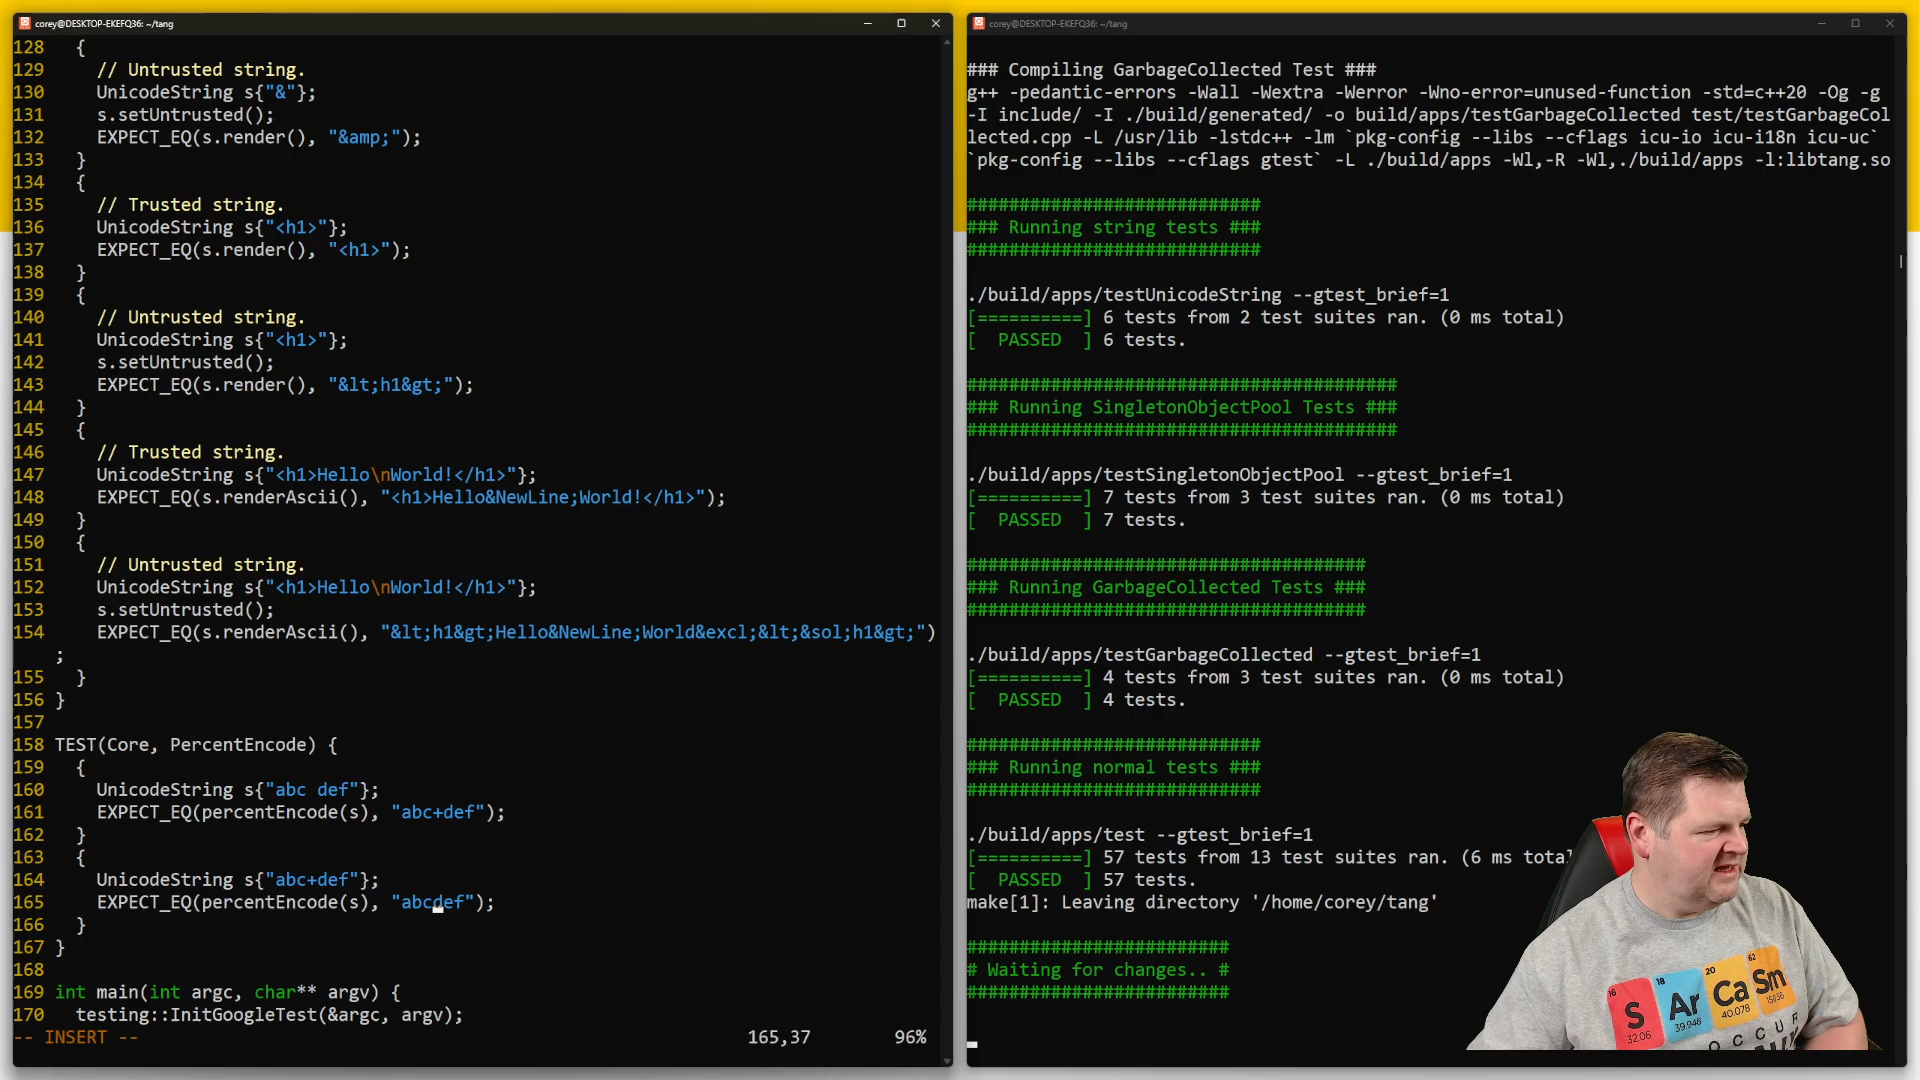 corey@DESKTOP-EKEFQ36: ~/tang
128   {
129     // Untrusted string.
130     UnicodeString s{"&"};
131     s.setUntrusted();
132     EXPECT_EQ(s.render(), "&amp;");
133   }
134   {
135     // Trusted string.
136     UnicodeString s{"<h1>"};
137     EXPECT_EQ(s.render(), "<h1>");
138   }
139   {
140     // Untrusted string.
141     UnicodeString s{"<h1>"};
142     s.setUntrusted();
143     EXPECT_EQ(s.render(), "&lt;h1&gt;");
144   }
145   {
146     // Trusted string.
147     UnicodeString s{"<h1>Hello\nWorld!</h1>"};
148     EXPECT_EQ(s.renderAscii(), "<h1>Hello&NewLine;World!</h1>");
149   }
150   {
151     // Untrusted string.
152     UnicodeString s{"<h1>Hello\nWorld!</h1>"};
153     s.setUntrusted();
154     EXPECT_EQ(s.renderAscii(), "&lt;h1&gt;Hello&NewLine;World&excl;&lt;&sol;h1&gt;")
;
155   }
156 }
157
158 TEST(Core, PercentEncode) {
159   {
160     UnicodeString s{"abc def"};
161     EXPECT_EQ(percentEncode(s), "abc+def");
162   }
163   {
164     UnicodeString s{"abc+def"};
165     EXPECT_EQ(percentEncode(s), "abcdef");
166   }
167 }
168
169 int main(int argc, char** argv) {
170   testing::InitGoogleTest(&argc, argv);
-- INSERT -- 165,37 96%
corey@DESKTOP-EKEFQ36: ~/tang
### Compiling GarbageCollected Test ###
g++ -pedantic-errors -Wall -Wextra -Werror -Wno-error=unused-function -std=c++20 -Og -g
-I include/ -I ./build/generated/ -o build/apps/testGarbageCollected test/testGarbageCol
lected.cpp -L /usr/lib -lstdc++ -lm `pkg-config --libs --cflags icu-io icu-i18n icu-uc`
`pkg-config --libs --cflags gtest` -L ./build/apps -Wl,-R -Wl,./build/apps -l:libtang.so
############################
### Running string tests ###
############################
./build/apps/testUnicodeString --gtest_brief=1
[==========] 6 tests from 2 test suites ran. (0 ms total)
[  PASSED  ] 6 tests.
#########################################
### Running SingletonObjectPool Tests ###
#########################################
./build/apps/testSingletonObjectPool --gtest_brief=1
[==========] 7 tests from 3 test suites ran. (0 ms total)
[  PASSED  ] 7 tests.
######################################
### Running GarbageCollected Tests ###
######################################
./build/apps/testGarbageCollected --gtest_brief=1
[==========] 4 tests from 3 test suites ran. (0 ms total)
[  PASSED  ] 4 tests.
############################
### Running normal tests ###
############################
./build/apps/test --gtest_brief=1
[==========] 57 tests from 13 test suites ran. (6 ms total
[  PASSED  ] 57 tests.
make[1]: Leaving directory '/home/corey/tang'
#########################
# Waiting for changes.. #
#########################
16 18 20 62
S Ar Ca Sm
32.06 39.948 40.078
OCCUR